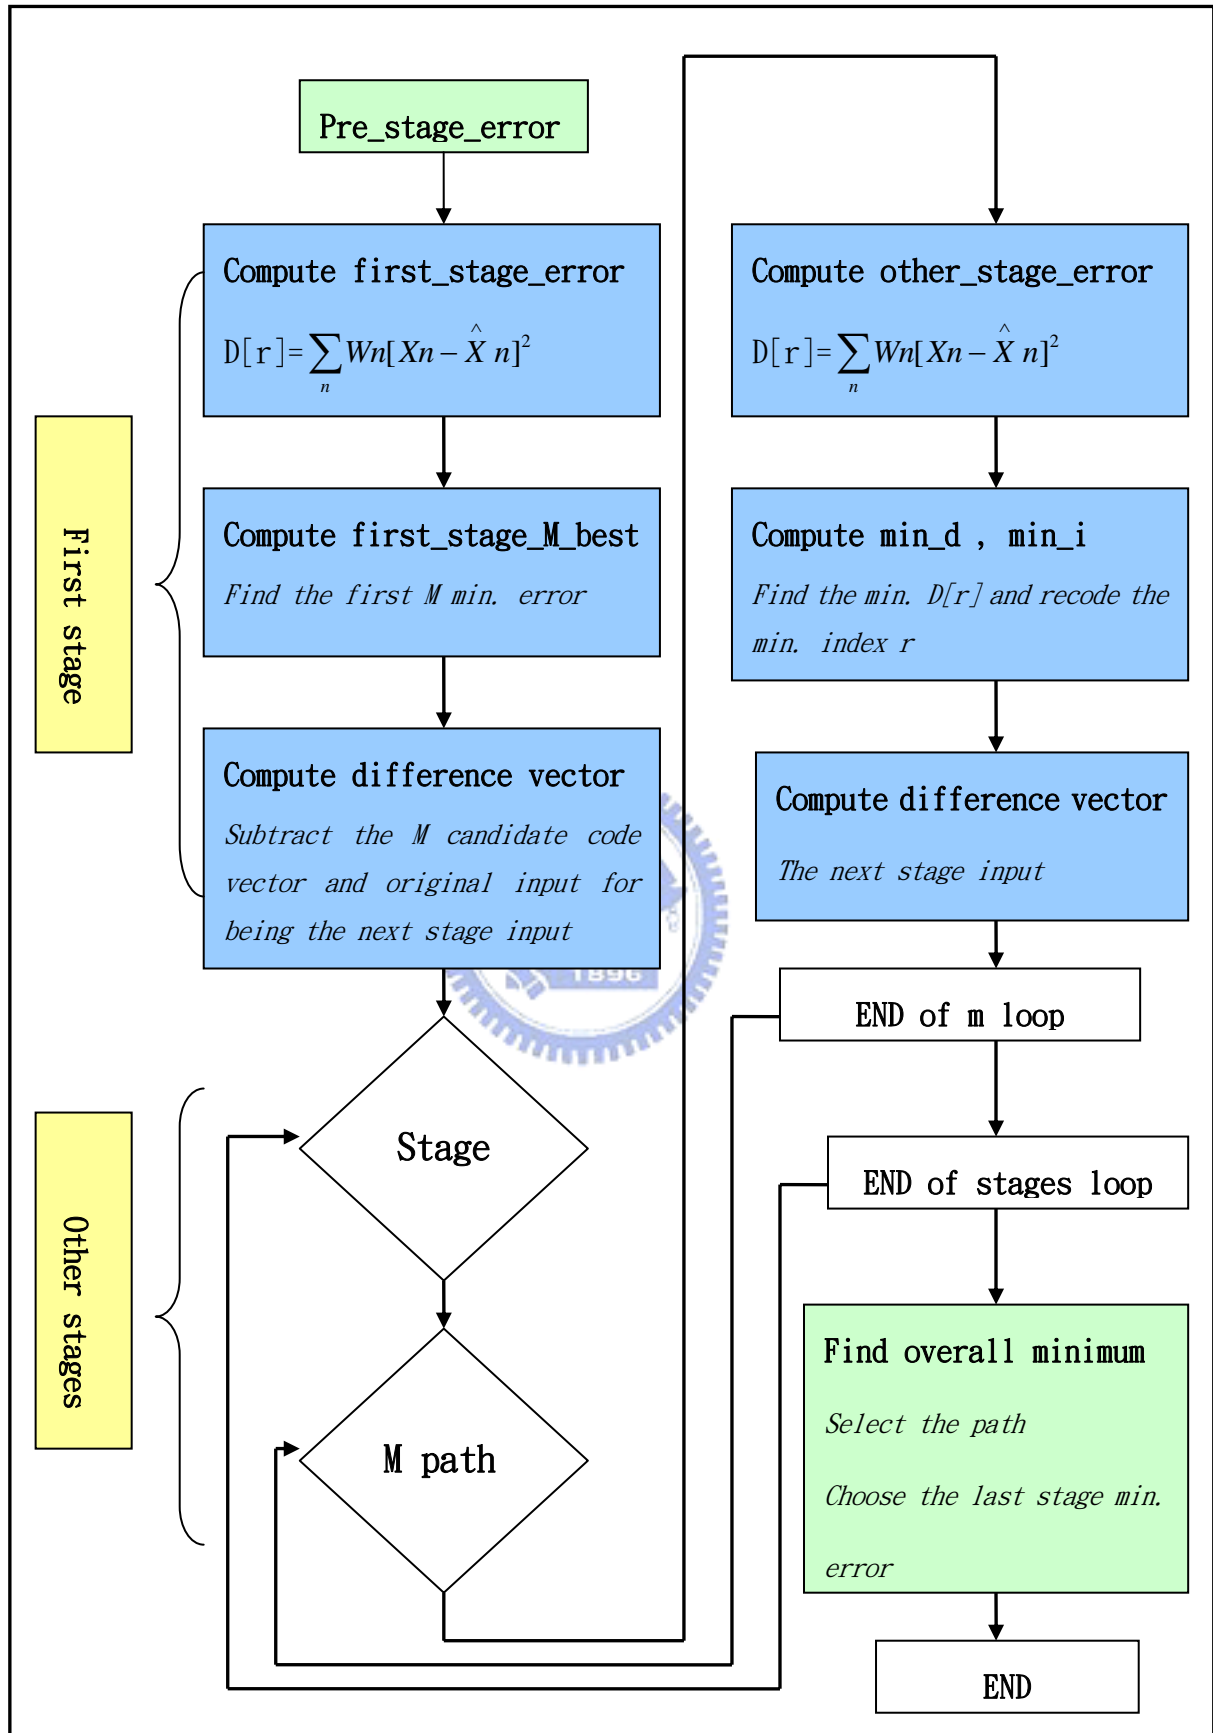 Pre_stage_error
Compute first_stage_error
D[r]=∑Wn[Xn − X̂ n]²
n
First stage
Compute first_stage_M_best
Find the first M min. error
Compute difference vector
Subtract the M candidate code
vector and original input for
being the next stage input
1896
Other stages
Stage
M path
Compute other_stage_error
D[r]=∑Wn[Xn − X̂ n]²
n
Compute min_d , min_i
Find the min. D[r] and recode the
min. index r
Compute difference vector
The next stage input
END of m loop
END of stages loop
Find overall minimum
Select the path
Choose the last stage min.
error
END